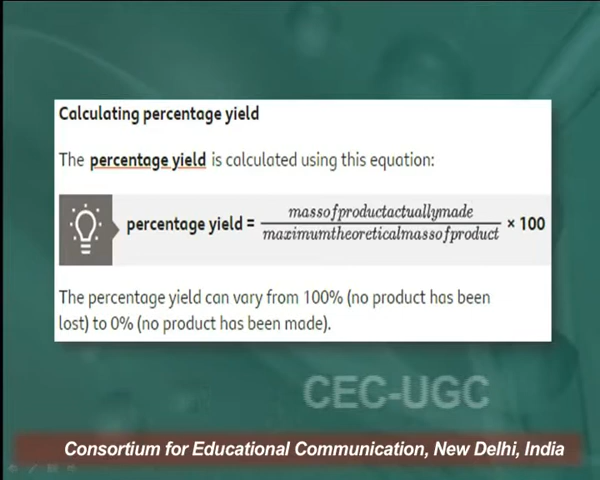 Calculating percentage yield
The percentage yield is calculated using this equation:
percentage yield = massofproductactuallymade / maximumtheoreticalmassofproduct × 100
The percentage yield can vary from 100% (no product has been
lost) to 0% (no product has been made).
CEC-UGC
Consortium for Educational Communication, New Delhi, India